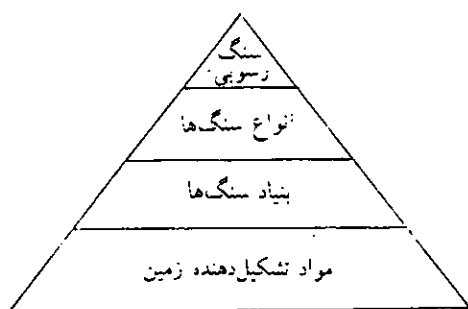 سنگ
رسوبی
انواع سنگ‌ها
بنیاد سنگ‌ها
مواد تشکیل‌دهنده زمین